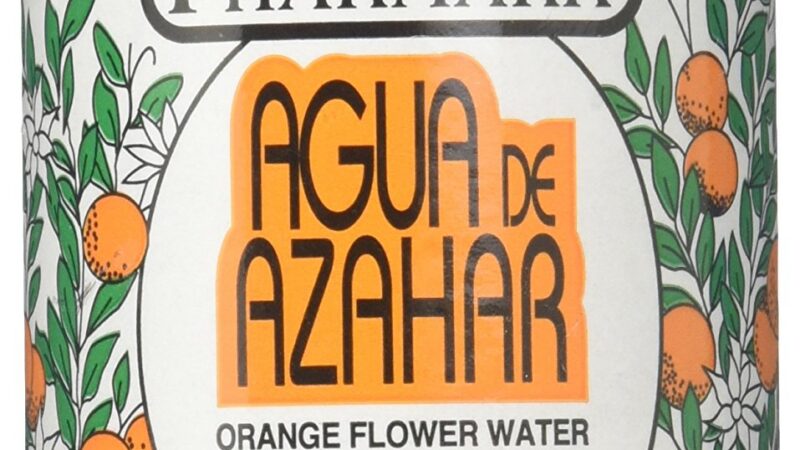 AGUA DE
AZAHAR
ORANGE FLOWER WATER